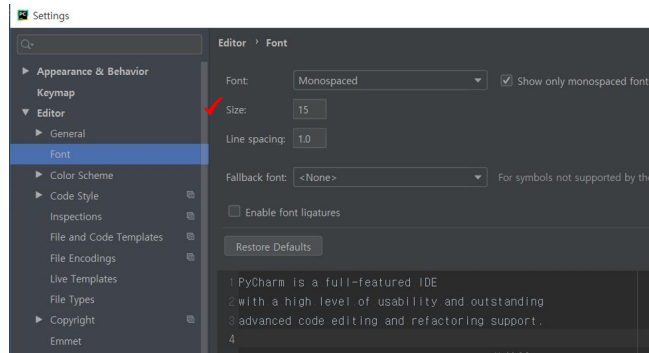 PC Settings
Editor › Font
Appearance & Behavior
Keymap
Editor
General
Font
Color Scheme
Code Style
Inspections
File and Code Templates
File Encodings
Live Templates
File Types
Copyright
Emmet
Font: Monospaced Show only monospaced font
Size: 15
Line spacing: 1.0
Fallback font: <None> For symbols not supported by the
Enable font ligatures
Restore Defaults
1 PyCharm is a full-featured IDE
2 with a high level of usability and outstanding
3 advanced code editing and refactoring support.
4